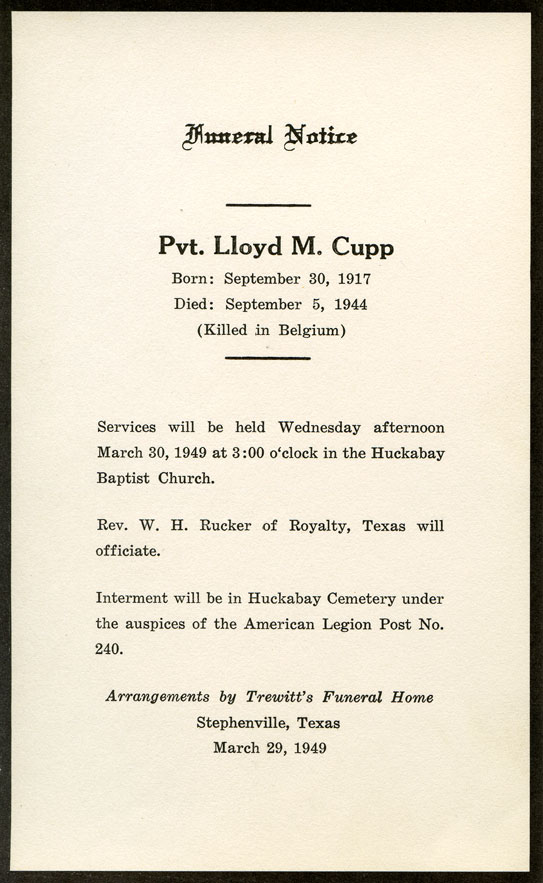 Funeral Notice
Pvt. Lloyd M. Cupp
Born: September 30, 1917
Died: September 5, 1944
(Killed in Belgium)
Services will be held Wednesday afternoon
March 30, 1949 at 3:00 o'clock in the Huckabay
Baptist Church.
Rev. W. H. Rucker of Royalty, Texas will
officiate.
Interment will be in Huckabay Cemetery under
the auspices of the American Legion Post No.
240.
Arrangements by Trewitt's Funeral Home
Stephenville, Texas
March 29, 1949